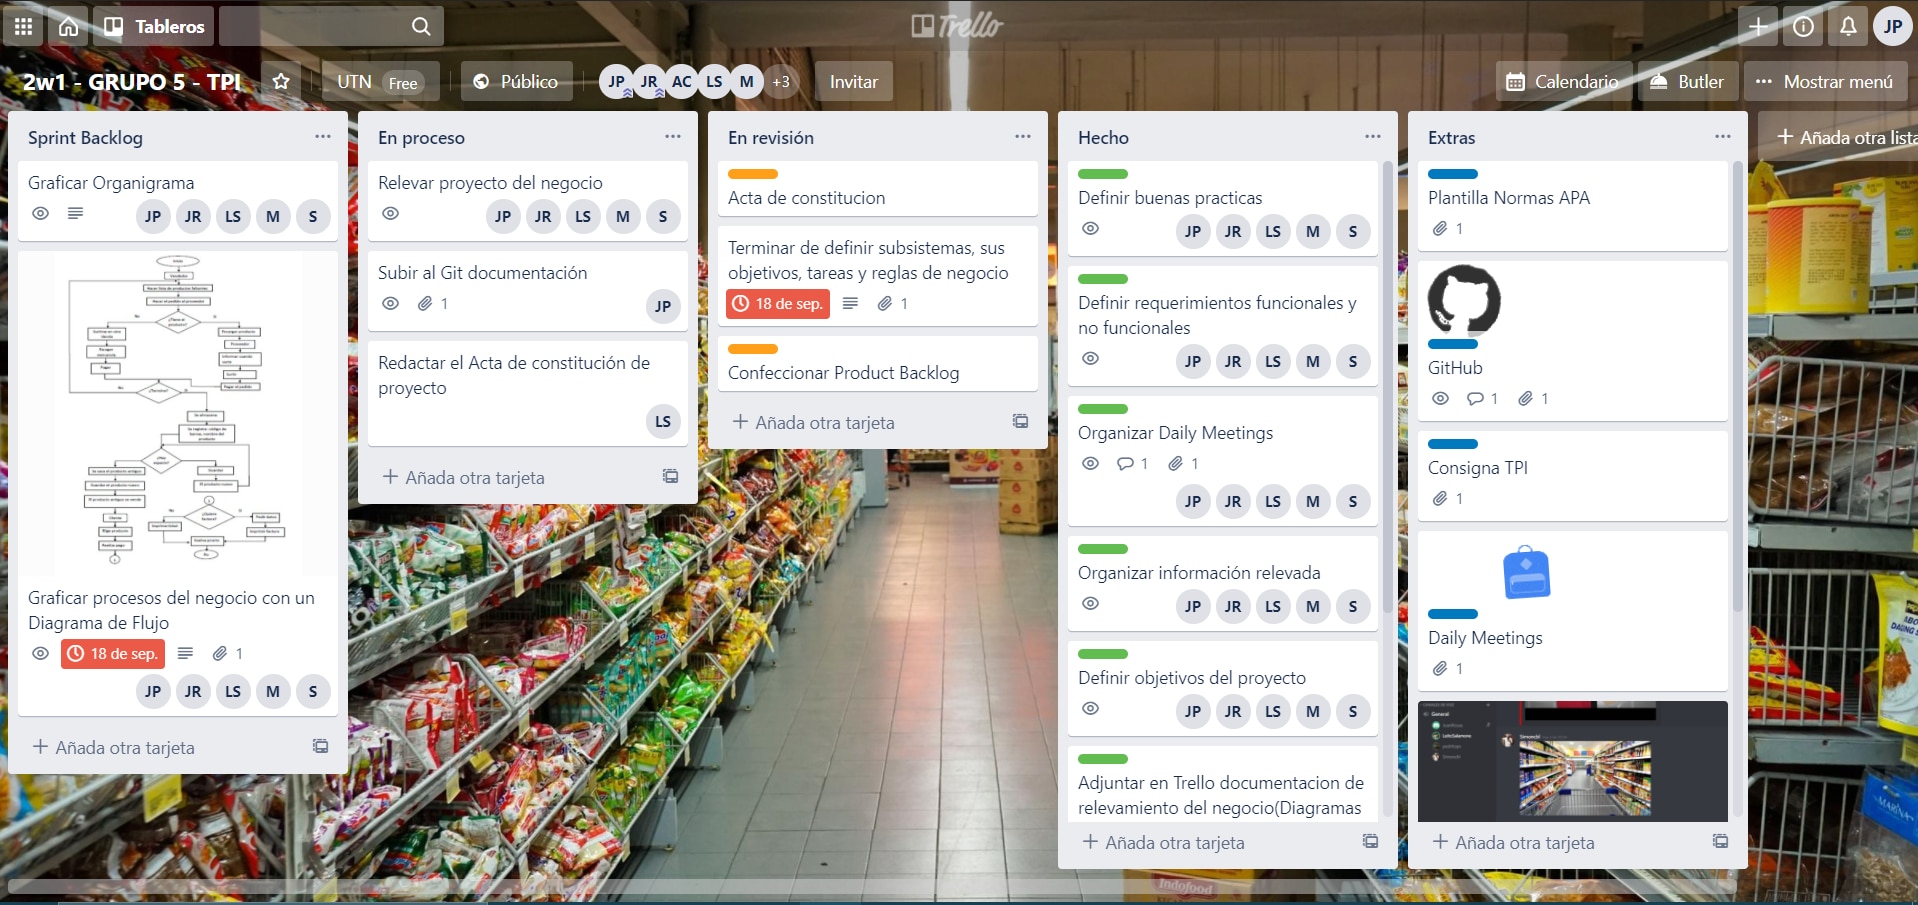 Tableros
Trello
JP
2w1 - GRUPO 5 - TPI
UTN Free
Público
JP JR AC LS M +3
Invitar
Calendario
Butler
Mostrar menú
Sprint Backlog
Graficar Organigrama
JP JR LS M S
Graficar procesos del negocio con un
Diagrama de Flujo
18 de sep.
1
JP JR LS M S
+ Añada otra tarjeta
En proceso
Relevar proyecto del negocio
JP JR LS M S
Subir al Git documentación
1
JP
Redactar el Acta de constitución de
proyecto
LS
+ Añada otra tarjeta
En revisión
Acta de constitucion
Terminar de definir subsistemas, sus
objetivos, tareas y reglas de negocio
18 de sep.
1
Confeccionar Product Backlog
+ Añada otra tarjeta
Hecho
Definir buenas practicas
JP JR LS M S
Definir requerimientos funcionales y
no funcionales
JP JR LS M S
Organizar Daily Meetings
1 1
JP JR LS M S
Organizar información relevada
JP JR LS M S
Definir objetivos del proyecto
JP JR LS M S
Adjuntar en Trello documentacion de
relevamiento del negocio(Diagramas
+ Añada otra tarjeta
Extras
Plantilla Normas APA
1
GitHub
1 1
Consigna TPI
1
Daily Meetings
1
+ Añada otra tarjeta
+ Añada otra lista
Indofood